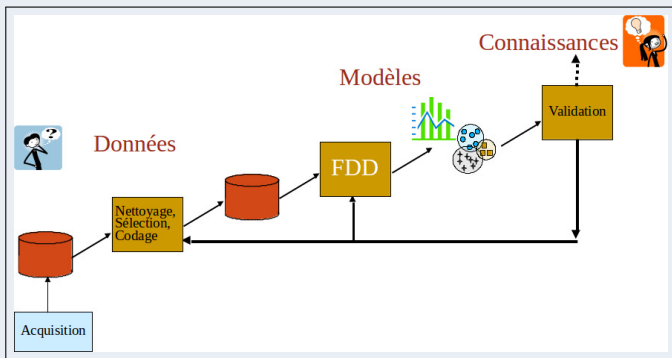 Connaissances
Modèles
Validation
Données
FDD
Nettoyage,
Sélection,
Codage
Acquisition